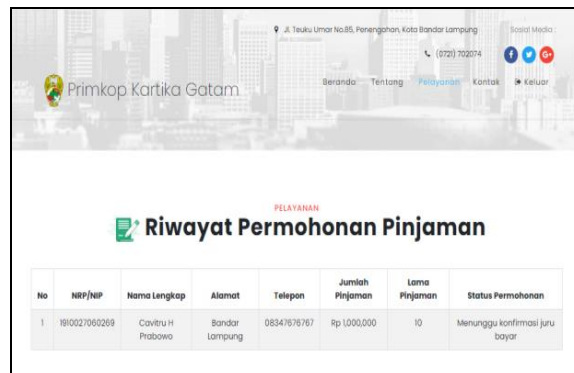 Jl. Teuku Umar No.85, Penengahan, Kota Bandar Lampung
Sosial Media :
(0721) 702074
Primkop Kartika Gatam
Beranda Tentang Pelayanan Kontak Keluar
PELAYANAN
Riwayat Permohonan Pinjaman
No NRP/NIP Nama Lengkap Alamat Telepon Jumlah Pinjaman Lama Pinjaman Status Permohonan
1 1910027060269 Cavitru H Prabowo Bandar Lampung 08347676767 Rp 1,000,000 10 Menunggu konfirmasi juru bayar